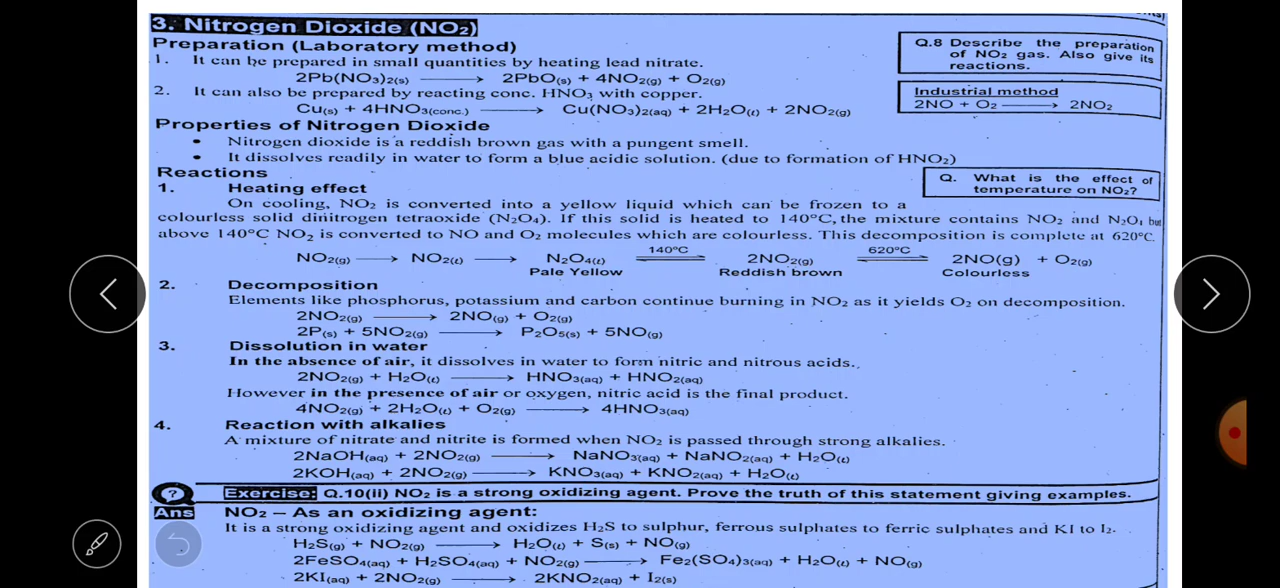 3. Nitrogen Dioxide (NO₂)
Preparation (Laboratory method)
Q.8 Describe the preparation
of NO₂ gas. Also give its
reactions.
1. It can be prepared in small quantities by heating lead nitrate.
2Pb(NO₃)₂(s) ⟶ 2PbO(s) + 4NO₂(g) + O₂(g)
2. It can also be prepared by reacting conc. HNO₃ with copper.
Industrial method
2NO + O₂ ⟶ 2NO₂
Cu(s) + 4HNO₃(conc.) ⟶ Cu(NO₃)₂(aq) + 2H₂O(ℓ) + 2NO₂(g)
Properties of Nitrogen Dioxide
• Nitrogen dioxide is a reddish brown gas with a pungent smell.
• It dissolves readily in water to form a blue acidic solution. (due to formation of HNO₂)
Reactions
Q. What is the effect of
temperature on NO₂?
1. Heating effect
On cooling, NO₂ is converted into a yellow liquid which can be frozen to a
colourless solid dinitrogen tetraoxide (N₂O₄). If this solid is heated to 140°C, the mixture contains NO₂ and N₂O₄ but
above 140°C NO₂ is converted to NO and O₂ molecules which are colourless. This decomposition is complete at 620°C.
NO₂(g) ⟶ NO₂(ℓ) ⟶ N₂O₄(ℓ) ⇌ 140°C 2NO₂(g) ⇌ 620°C 2NO(g) + O₂(g)
Pale Yellow Reddish brown Colourless
2. Decomposition
Elements like phosphorus, potassium and carbon continue burning in NO₂ as it yields O₂ on decomposition.
2NO₂(g) ⟶ 2NO(g) + O₂(g)
2P(s) + 5NO₂(g) ⟶ P₂O₅(s) + 5NO(g)
3. Dissolution in water
In the absence of air, it dissolves in water to form nitric and nitrous acids.
2NO₂(g) + H₂O(ℓ) ⟶ HNO₃(aq) + HNO₂(aq)
However in the presence of air or oxygen, nitric acid is the final product.
4NO₂(g) + 2H₂O(ℓ) + O₂(g) ⟶ 4HNO₃(aq)
4. Reaction with alkalies
A mixture of nitrate and nitrite is formed when NO₂ is passed through strong alkalies.
2NaOH(aq) + 2NO₂(g) ⟶ NaNO₃(aq) + NaNO₂(aq) + H₂O(ℓ)
2KOH(aq) + 2NO₂(g) ⟶ KNO₃(aq) + KNO₂(aq) + H₂O(ℓ)
? Exercise: Q.10(ii) NO₂ is a strong oxidizing agent. Prove the truth of this statement giving examples.
Ans NO₂ – As an oxidizing agent:
It is a strong oxidizing agent and oxidizes H₂S to sulphur, ferrous sulphates to ferric sulphates and KI to I₂.
H₂S(g) + NO₂(g) ⟶ H₂O(ℓ) + S(s) + NO(g)
2FeSO₄(aq) + H₂SO₄(aq) + NO₂(g) ⟶ Fe₂(SO₄)₃(aq) + H₂O(ℓ) + NO(g)
2KI(aq) + 2NO₂(g) ⟶ 2KNO₂(aq) + I₂(s)